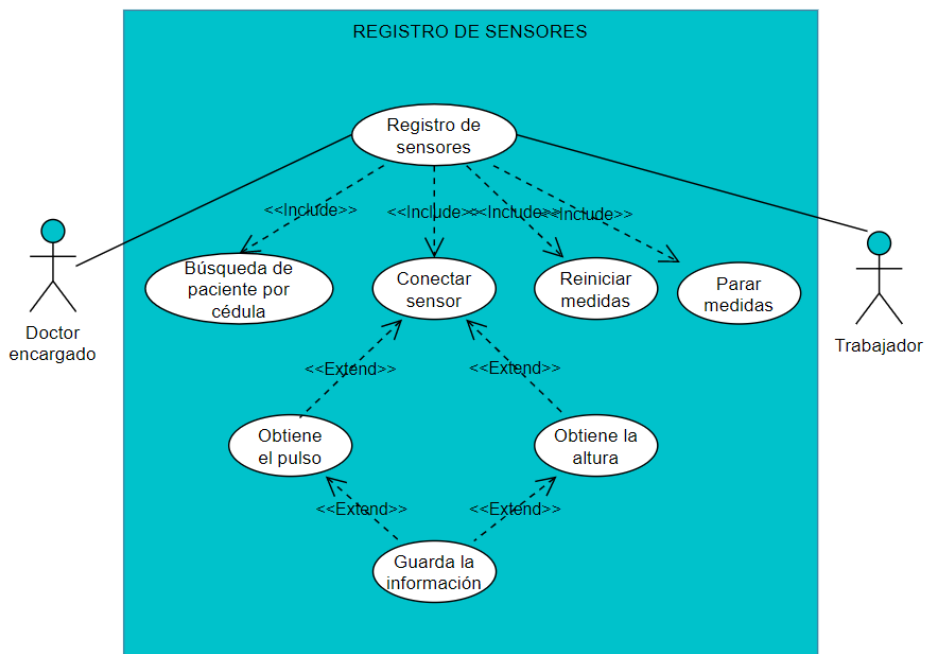 REGISTRO DE SENSORES
Registro de
sensores
<<Include>>
<<Include>>
<<Include>>
<<Include>>
Búsqueda de
paciente por
cédula
Conectar
sensor
Reiniciar
medidas
Parar
medidas
Doctor
encargado
Trabajador
<<Extend>>
<<Extend>>
Obtiene
el pulso
Obtiene la
altura
<<Extend>>
<<Extend>>
Guarda la
información